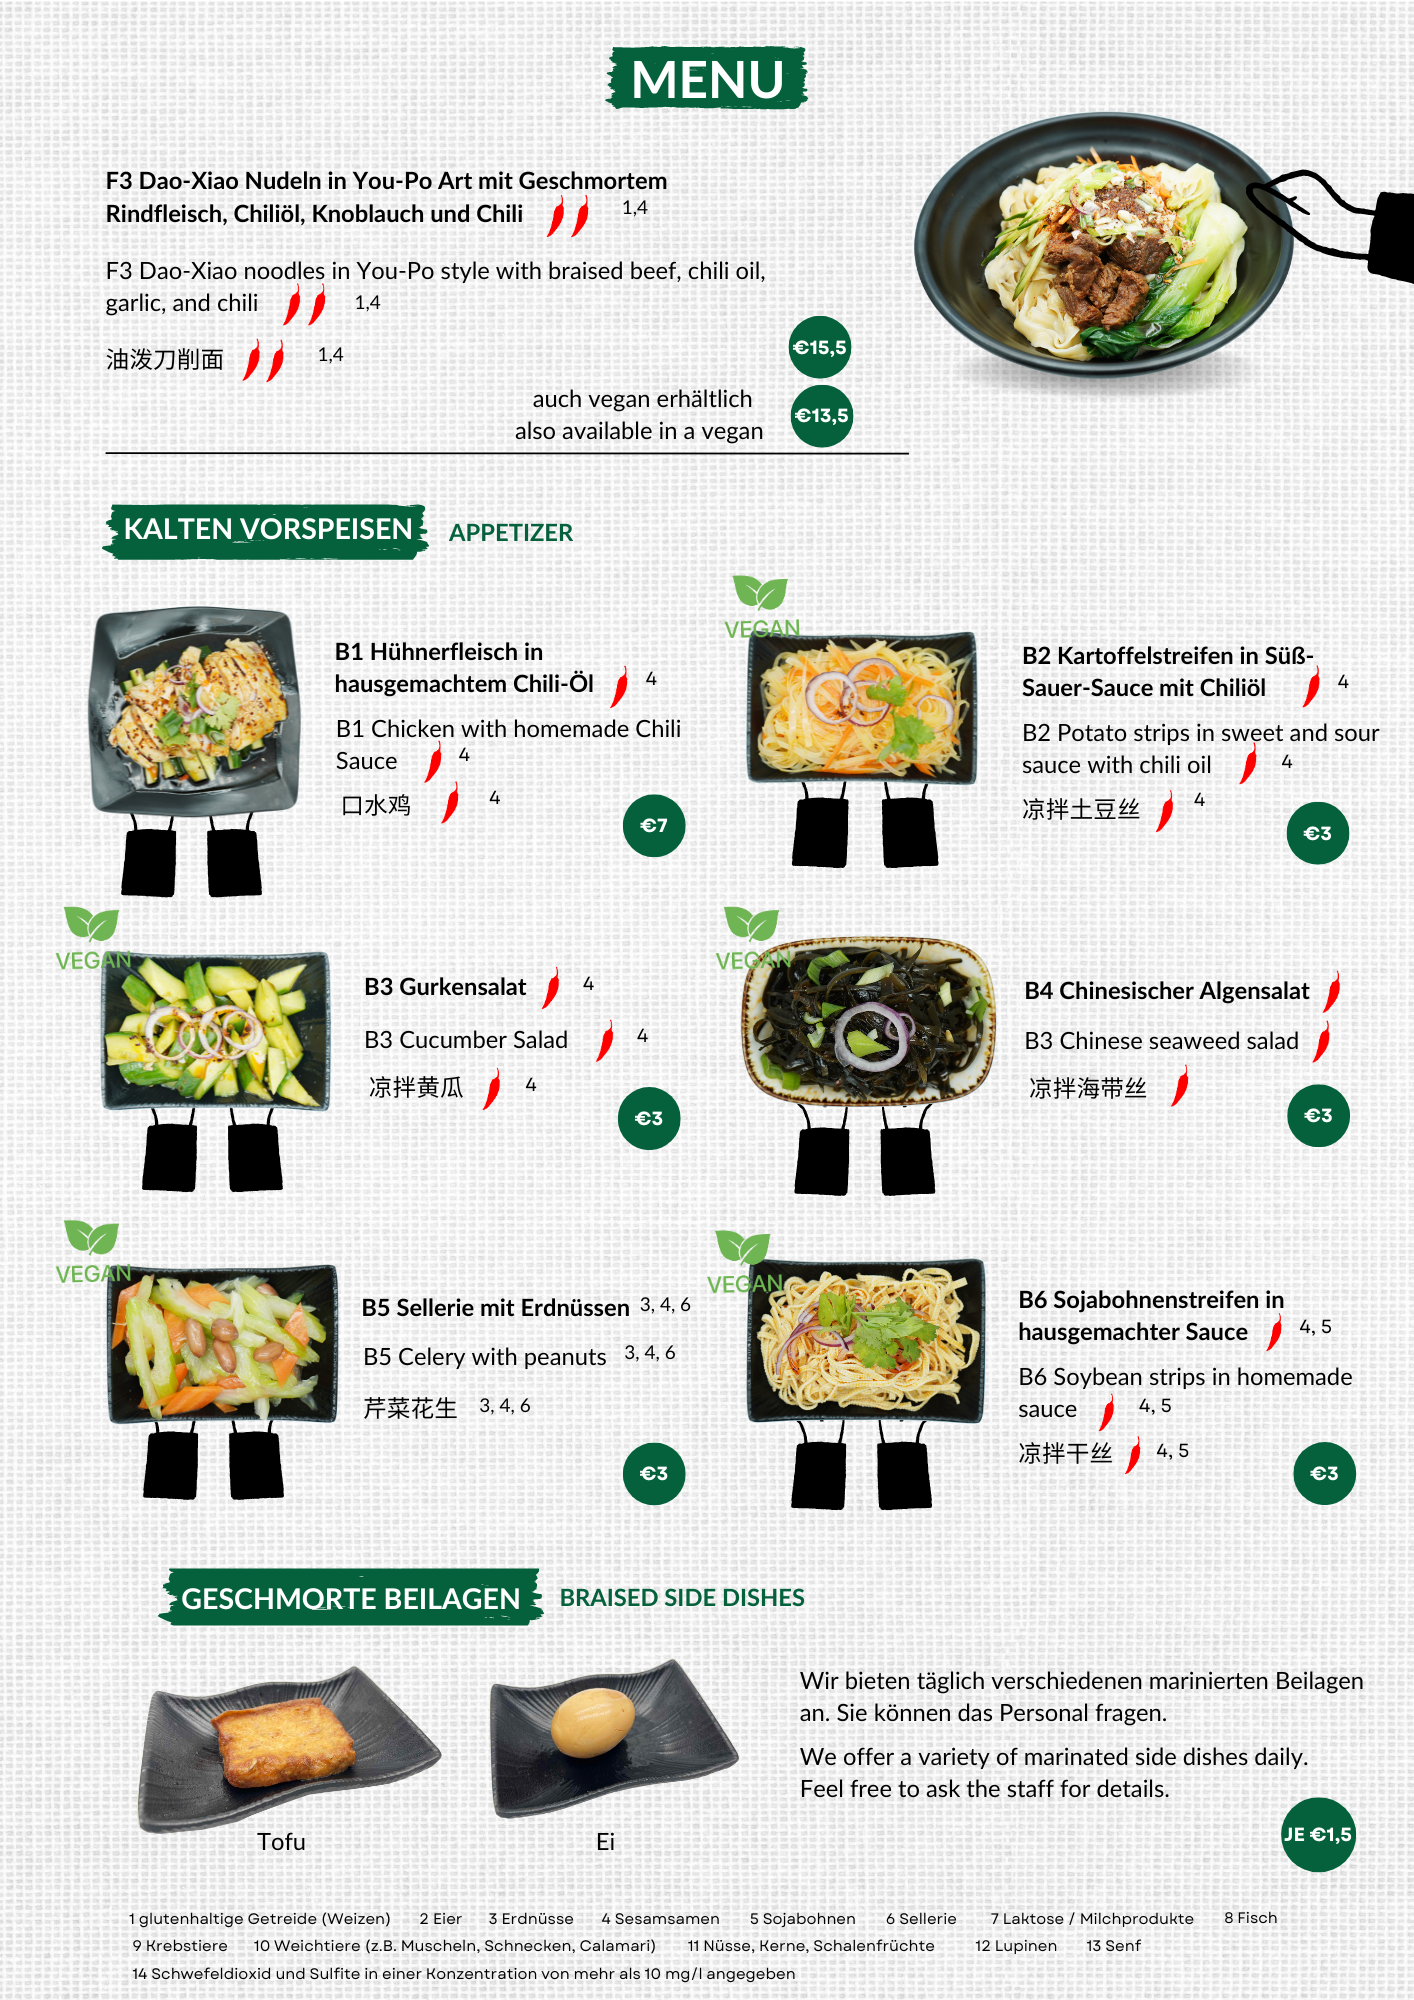 MENU
F3 Dao-Xiao Nudeln in You-Po Art mit Geschmortem
Rindfleisch, Chiliöl, Knoblauch und Chili 1,4
F3 Dao-Xiao noodles in You-Po style with braised beef, chili oil,
garlic, and chili 1,4
油泼刀削面 1,4
€15,5
auch vegan erhältlich
also available in a vegan
€13,5
KALTEN VORSPEISEN APPETIZER
B1 Hühnerfleisch in
hausgemachtem Chili-Öl 4
B1 Chicken with homemade Chili
Sauce 4
口水鸡 4
€7
VEGAN
B2 Kartoffelstreifen in Süß-
Sauer-Sauce mit Chiliöl 4
B2 Potato strips in sweet and sour
sauce with chili oil 4
凉拌土豆丝 4
€3
VEGAN
B3 Gurkensalat 4
B3 Cucumber Salad 4
凉拌黄瓜 4
€3
VEGAN
B4 Chinesischer Algensalat
B3 Chinese seaweed salad
凉拌海带丝
€3
VEGAN
B5 Sellerie mit Erdnüssen 3, 4, 6
B5 Celery with peanuts 3, 4, 6
芹菜花生 3, 4, 6
€3
VEGAN
B6 Sojabohnenstreifen in
hausgemachter Sauce 4, 5
B6 Soybean strips in homemade
sauce 4, 5
凉拌干丝 4, 5
€3
GESCHMORTE BEILAGEN BRAISED SIDE DISHES
Tofu
Ei
Wir bieten täglich verschiedenen marinierten Beilagen
an. Sie können das Personal fragen.
We offer a variety of marinated side dishes daily.
Feel free to ask the staff for details.
JE €1,5
1 glutenhaltige Getreide (Weizen) 2 Eier 3 Erdnüsse 4 Sesamsamen 5 Sojabohnen 6 Sellerie 7 Laktose / Milchprodukte 8 Fisch
9 Krebstiere 10 Weichtiere (z.B. Muscheln, Schnecken, Calamari) 11 Nüsse, Kerne, Schalenfrüchte 12 Lupinen 13 Senf
14 Schwefeldioxid und Sulfite in einer Konzentration von mehr als 10 mg/l angegeben